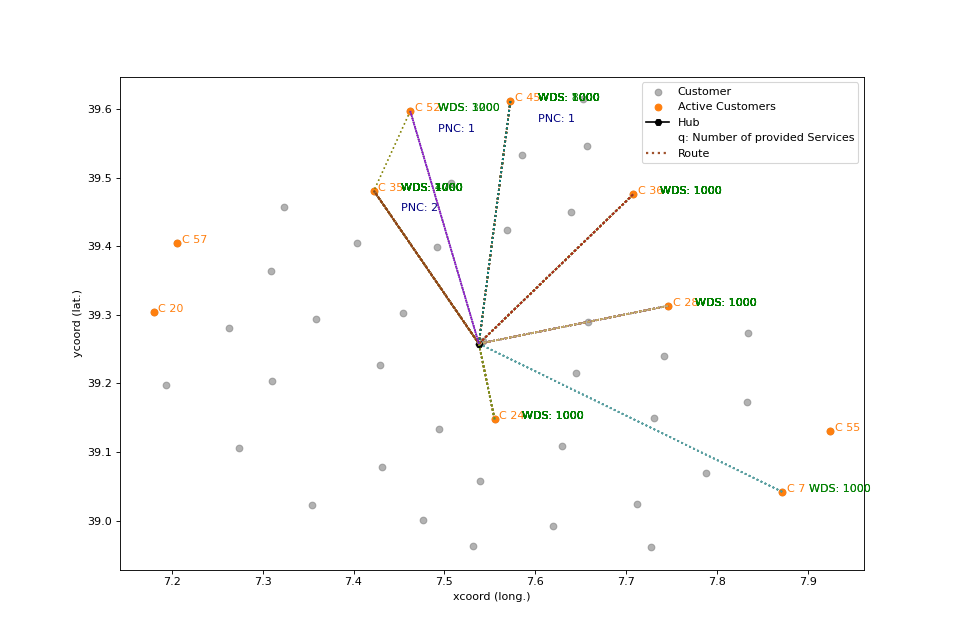 Customer
Active Customers
Hub
q: Number of provided Services
Route
C 52
PNC: 1
C 45
PNC: 1
C 35
PNC: 2
C 36 WDS: 1000
C 57
C 20
C 28 WDS: 1000
C 24 WDS: 1000
C 55
C 7 WDS: 1000
39.6
39.5
39.4
39.3
39.2
39.1
39.0
ycoord (lat.)
7.2 7.3 7.4 7.5 7.6 7.7 7.8 7.9
xcoord (long.)